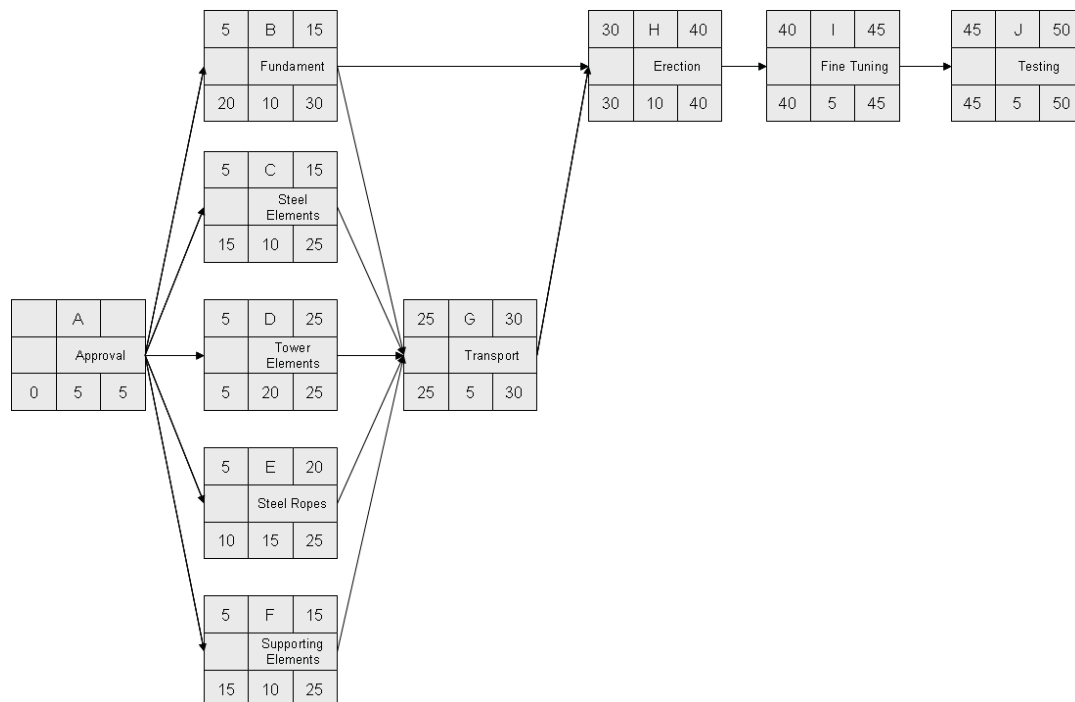 5 B 15
Fundament
20 10 30
30 H 40
Erection
30 10 40
40 I 45
Fine Tuning
40 5 45
45 J 50
Testing
45 5 50
5 C 15
Steel
Elements
15 10 25
A
Approval
0 5 5
5 D 25
Tower
Elements
5 20 25
25 G 30
Transport
25 5 30
5 E 20
Steel Ropes
10 15 25
5 F 15
Supporting
Elements
15 10 25